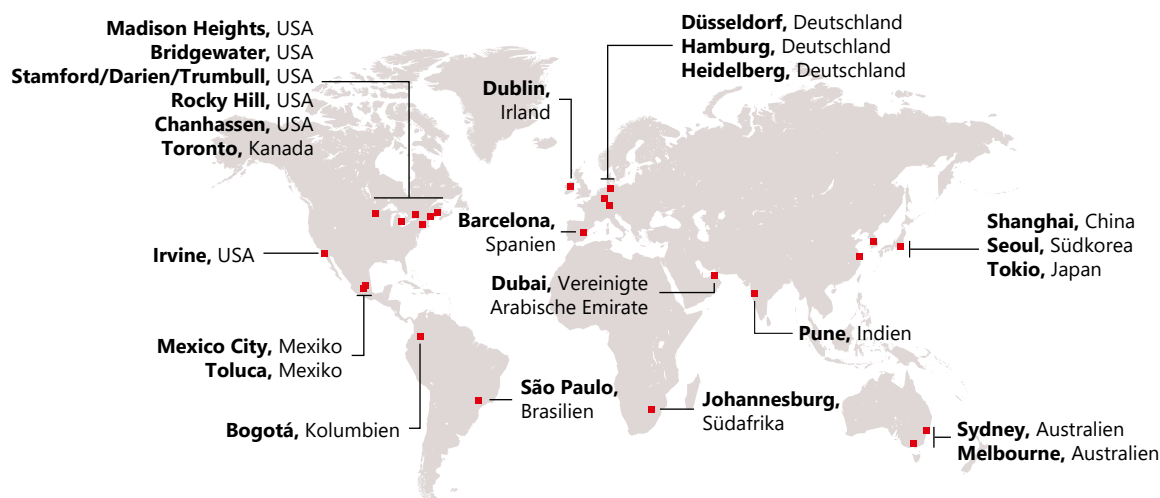 Madison Heights, USA
Bridgewater, USA
Stamford/Darien/Trumbull, USA
Rocky Hill, USA
Chanhassen, USA
Toronto, Kanada
Düsseldorf, Deutschland
Hamburg, Deutschland
Heidelberg, Deutschland
Dublin,
Irland
Barcelona,
Spanien
Shanghai, China
Seoul, Südkorea
Tokio, Japan
Irvine, USA
Dubai, Vereinigte
Arabische Emirate
Pune, Indien
Mexico City, Mexiko
Toluca, Mexiko
São Paulo,
Brasilien
Johannesburg,
Südafrika
Bogotá, Kolumbien
Sydney, Australien
Melbourne, Australien